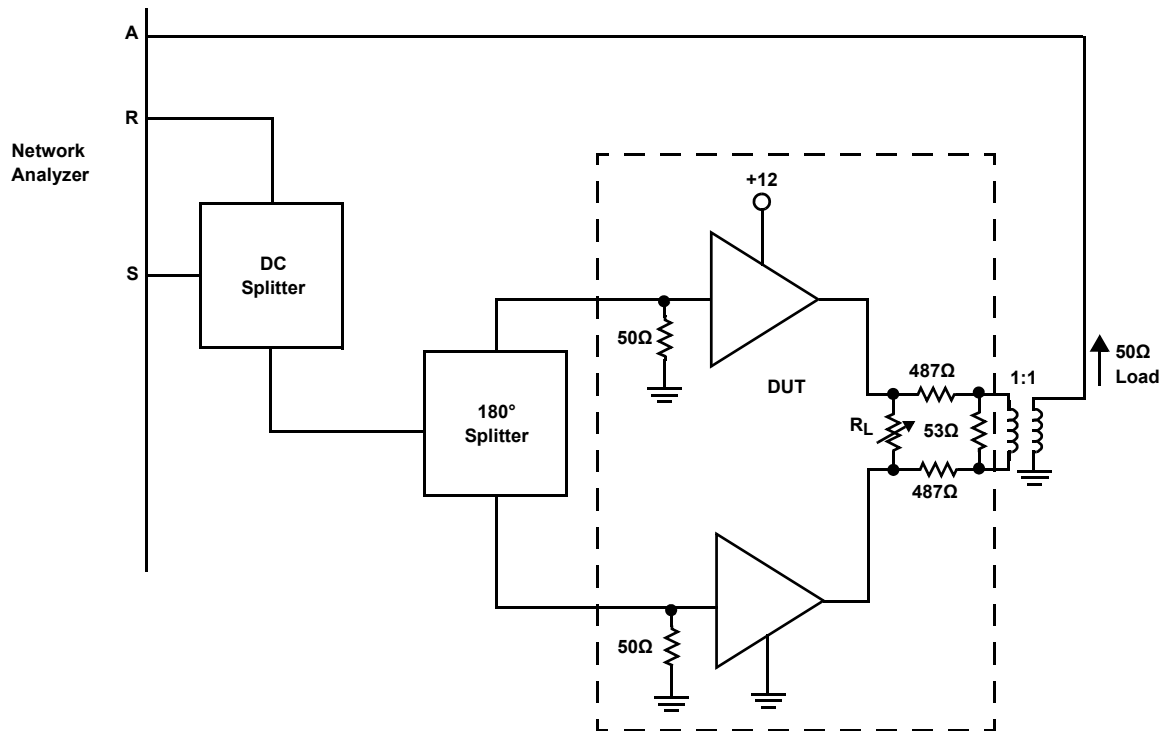 A
R
Network
Analyzer
S
DC
Splitter
180°
Splitter
+12
50Ω
DUT
487Ω
1:1
50Ω
Load
RL
53Ω
487Ω
50Ω